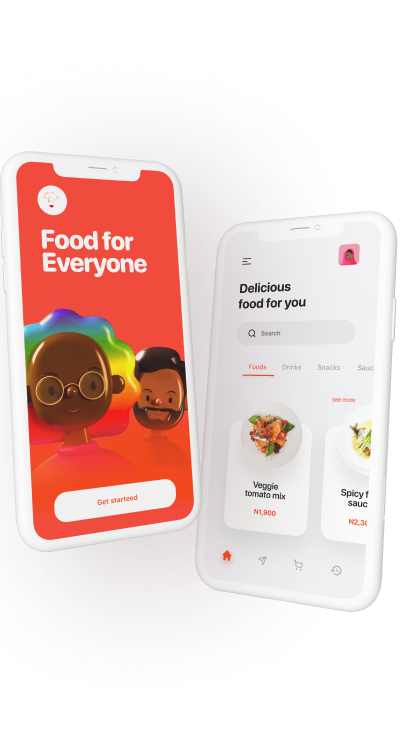 Food for
Everyone
Get starteed
Delicious
food for you
Search
Foods Drinks Snacks Sauc
see more
Veggie
tomato mix
N1,900
Spicy f
sauc
N2,3